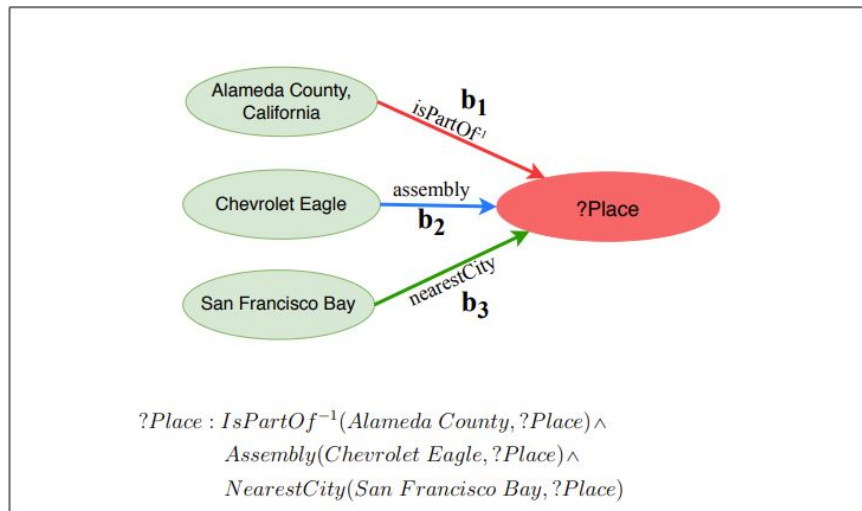 Alameda County,
California
b1
isPartOf-1
Chevrolet Eagle
assembly
b2
?Place
San Francisco Bay
nearestCity
b3
?Place : IsPartOf−1(Alameda County, ?Place)∧
Assembly(Chevrolet Eagle, ?Place)∧
NearestCity(San Francisco Bay, ?Place)